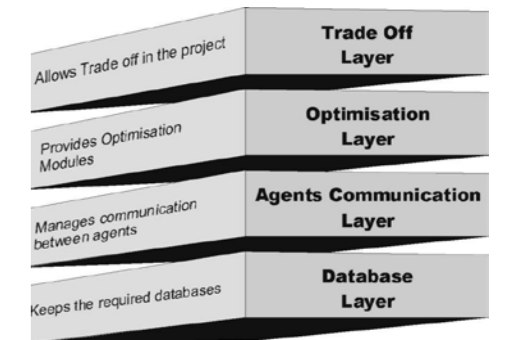 Allows Trade off in the project
Trade Off
Layer
Provides Optimisation
Modules
Optimisation
Layer
Manages communication
between agents
Agents Communication
Layer
Keeps the required databases
Database
Layer